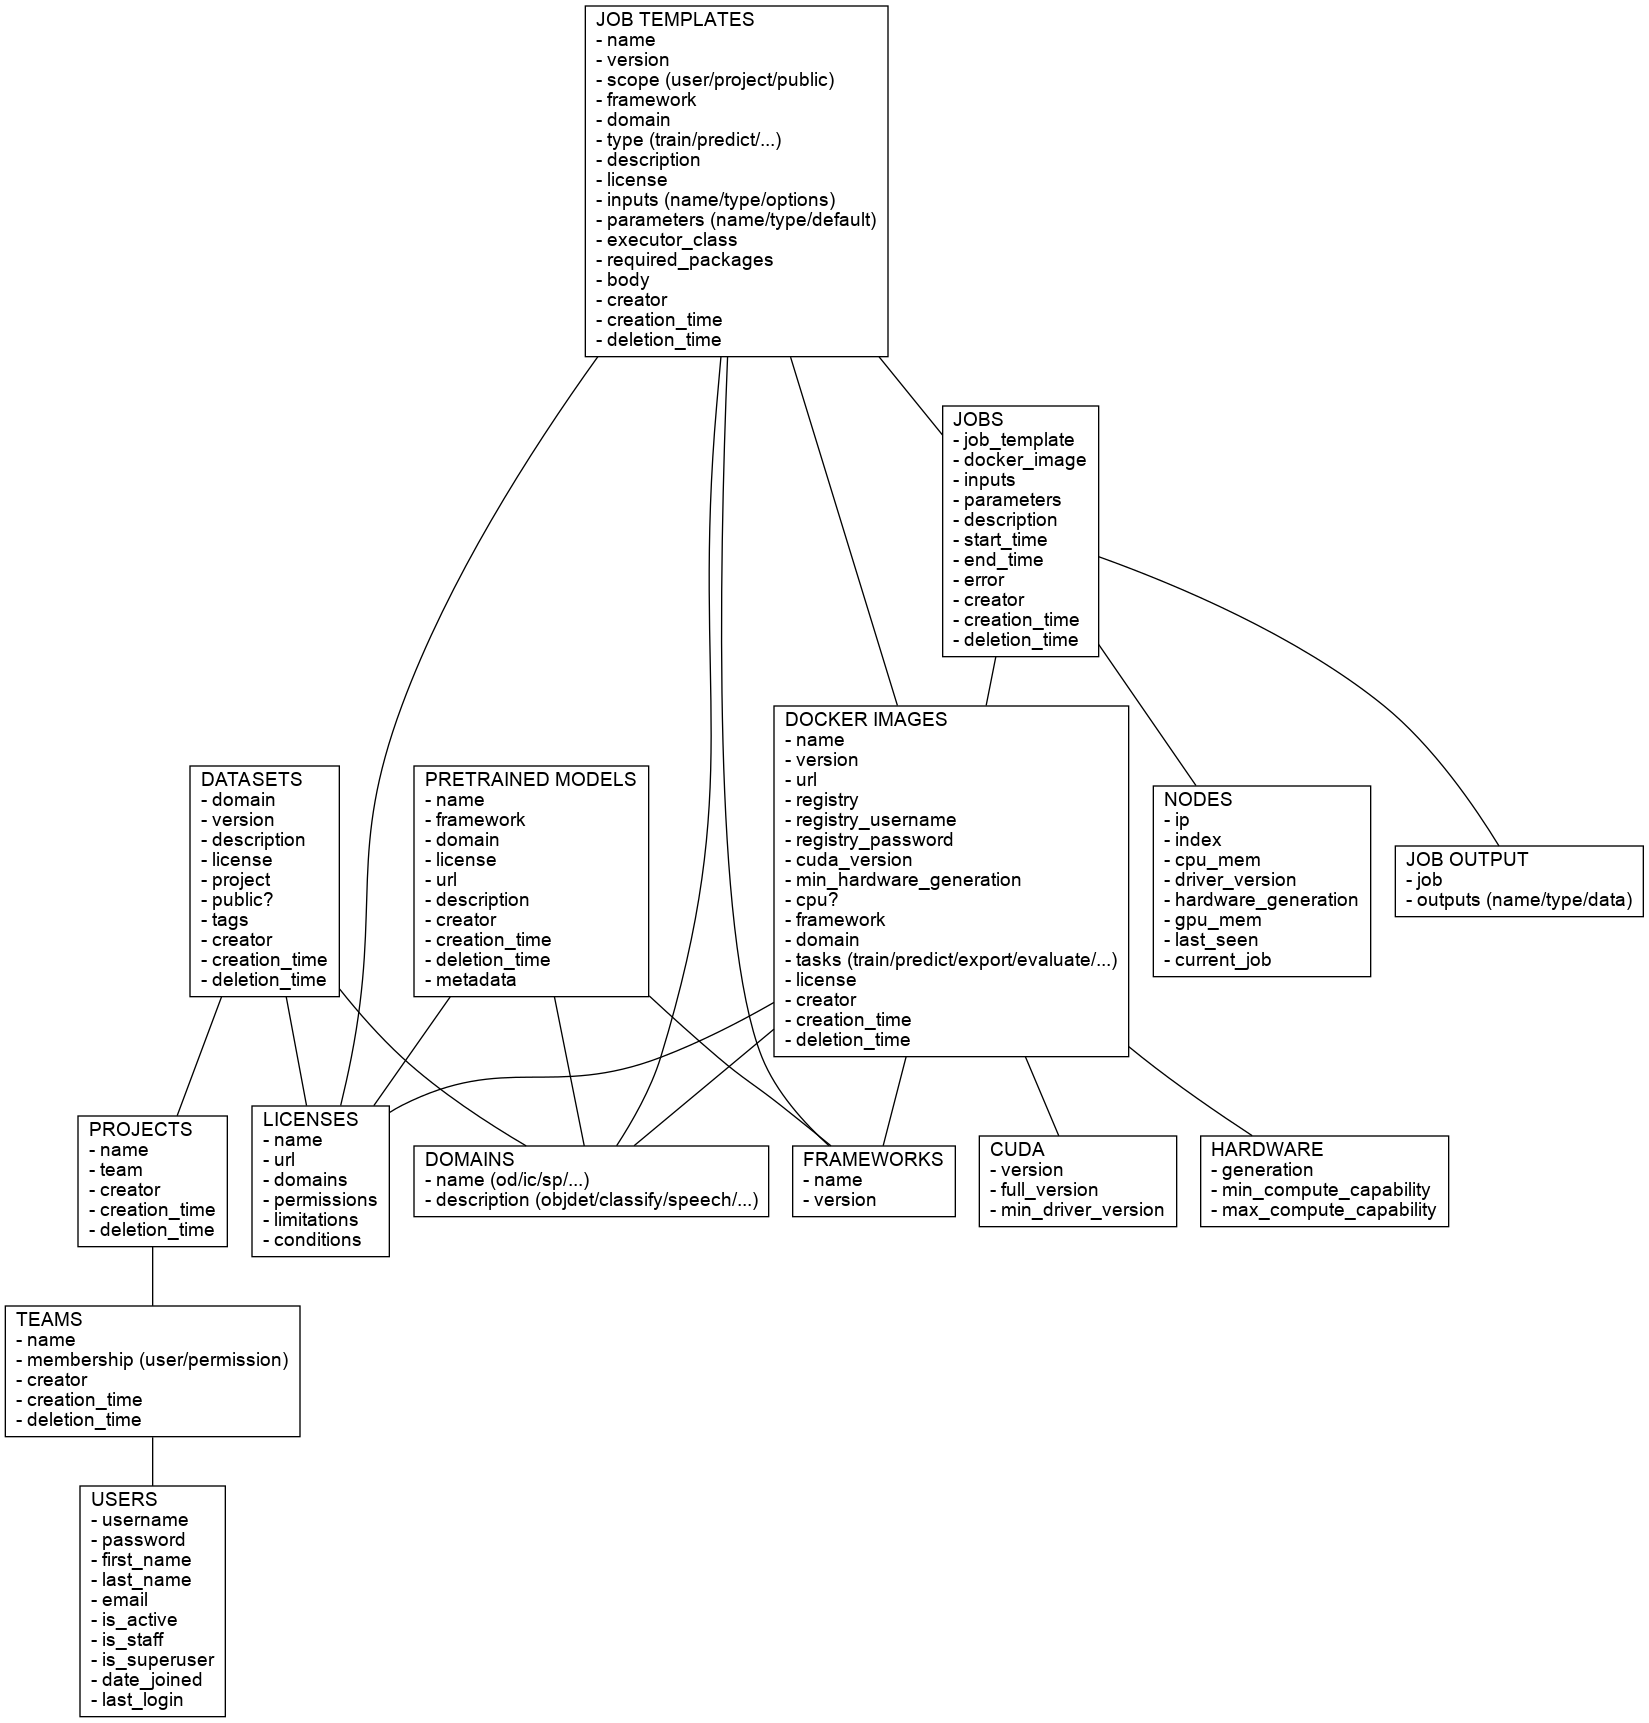 JOB TEMPLATES
- name
- version
- scope (user/project/public)
- framework
- domain
- type (train/predict/...)
- description
- license
- inputs (name/type/options)
- parameters (name/type/default)
- executor_class
- required_packages
- body
- creator
- creation_time
- deletion_time
JOBS
- job_template
- docker_image
- inputs
- parameters
- description
- start_time
- end_time
- error
- creator
- creation_time
- deletion_time
DATASETS
- domain
- version
- description
- license
- project
- public?
- tags
- creator
- creation_time
- deletion_time
PRETRAINED MODELS
- name
- framework
- domain
- license
- url
- description
- creator
- creation_time
- deletion_time
- metadata
DOCKER IMAGES
- name
- version
- url
- registry
- registry_username
- registry_password
- cuda_version
- min_hardware_generation
- cpu?
- framework
- domain
- tasks (train/predict/export/evaluate/...)
- license
- creator
- creation_time
- deletion_time
NODES
- ip
- index
- cpu_mem
- driver_version
- hardware_generation
- gpu_mem
- last_seen
- current_job
JOB OUTPUT
- job
- outputs (name/type/data)
PROJECTS
- name
- team
- creator
- creation_time
- deletion_time
LICENSES
- name
- url
- domains
- permissions
- limitations
- conditions
DOMAINS
- name (od/ic/sp/...)
- description (objdet/classify/speech/...)
FRAMEWORKS
- name
- version
CUDA
- version
- full_version
- min_driver_version
HARDWARE
- generation
- min_compute_capability
- max_compute_capability
TEAMS
- name
- membership (user/permission)
- creator
- creation_time
- deletion_time
USERS
- username
- password
- first_name
- last_name
- email
- is_active
- is_staff
- is_superuser
- date_joined
- last_login